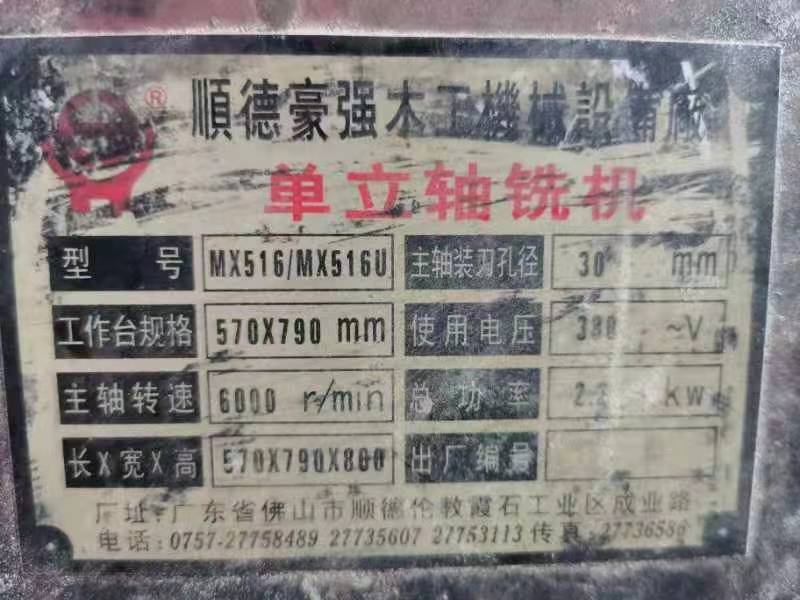 ®
順德豪强木工機械設備廠
单立轴铣机
型号 MX516/MX516U 主轴装刃孔径 30 mm
工作台规格 570X790 mm 使用电压 380 ~V
主轴转速 6000 r/min 总功率 2.2 kw
长X宽X高 570X790X800 出厂编号
厂址:广东省佛山市顺德伦教霞石工业区成业路
电话:0757-27758489 27735607 27753113 传真:27736586